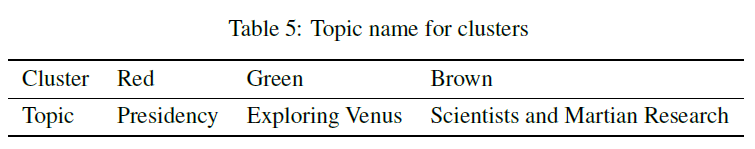 Table 5: Topic name for clusters
Cluster Red Green Brown
Topic Presidency Exploring Venus Scientists and Martian Research